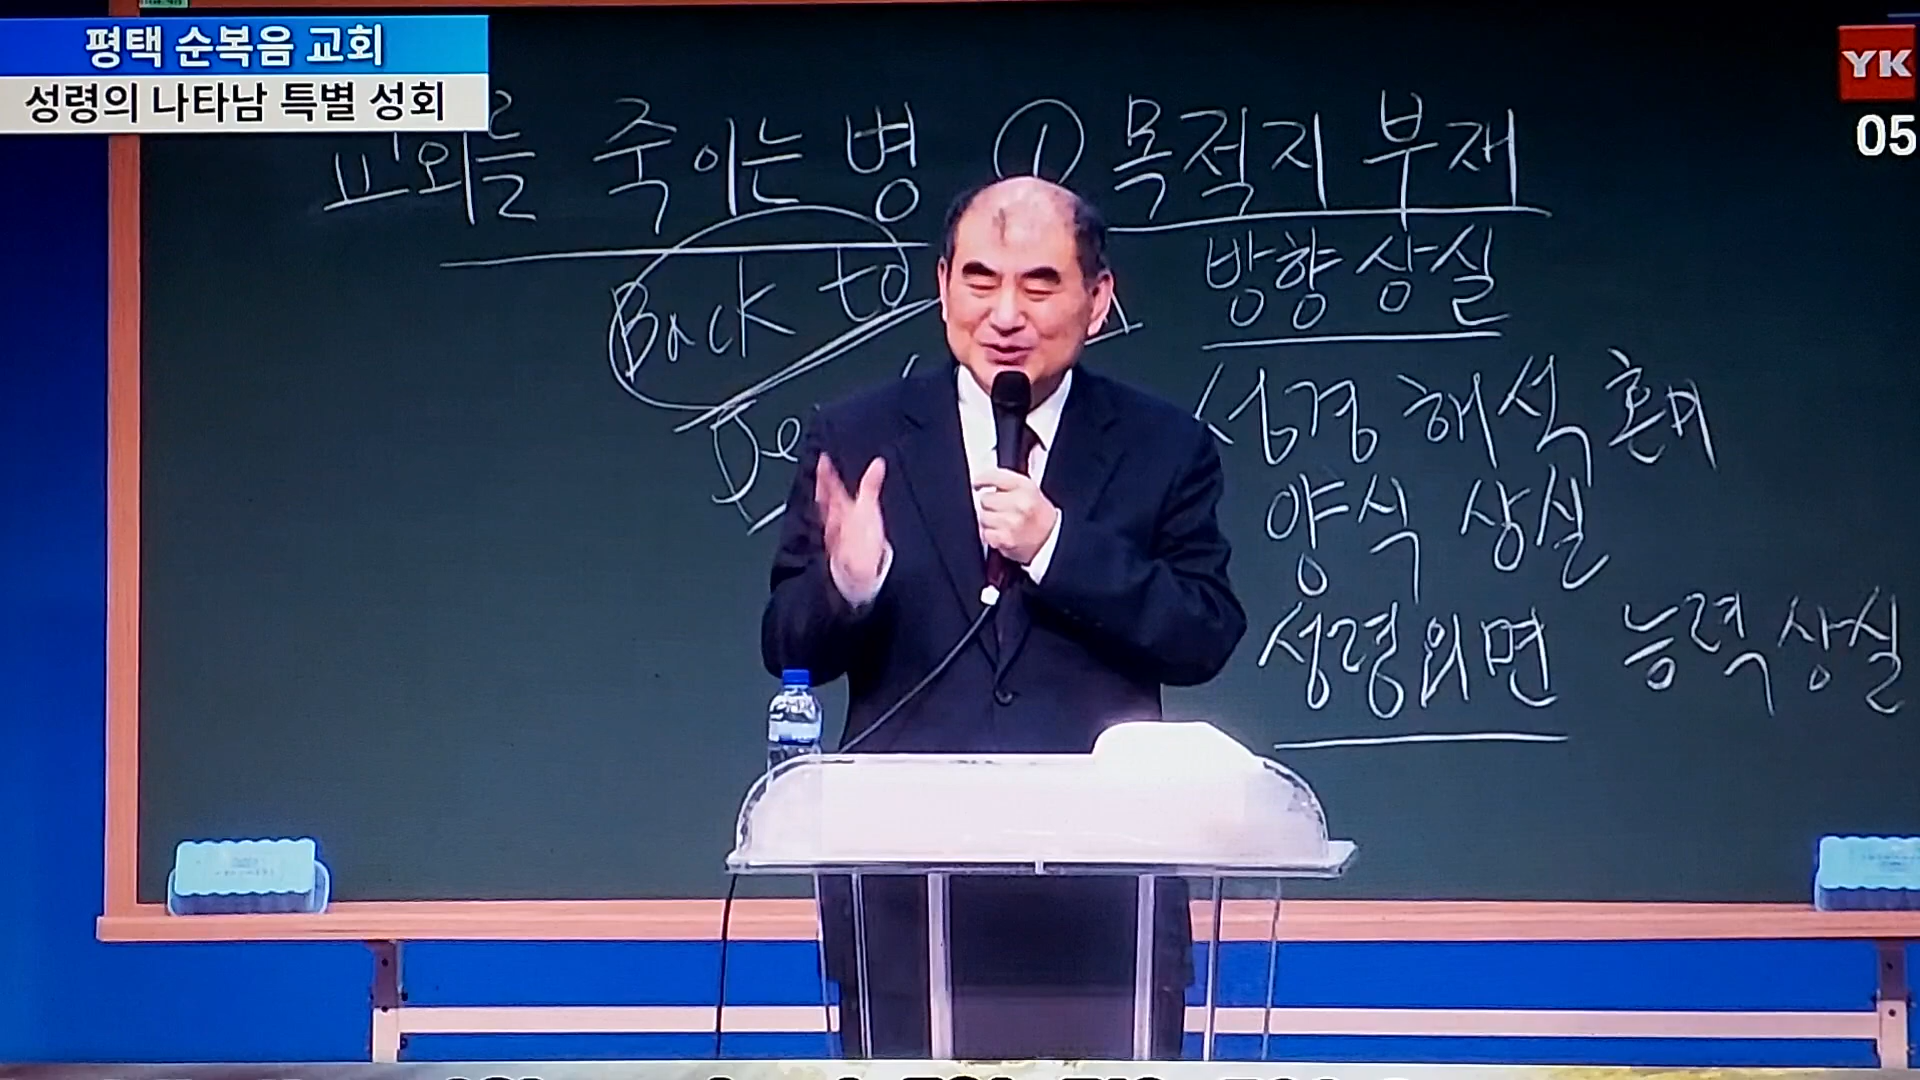 평택 순복음 교회
성령의 나타남 특별 성회
YK
05
교회를 죽이는 병 ① 목적지 부재
Back to
방향상실
성경 해석 혼미
양식 상실
성령외면 능력상실